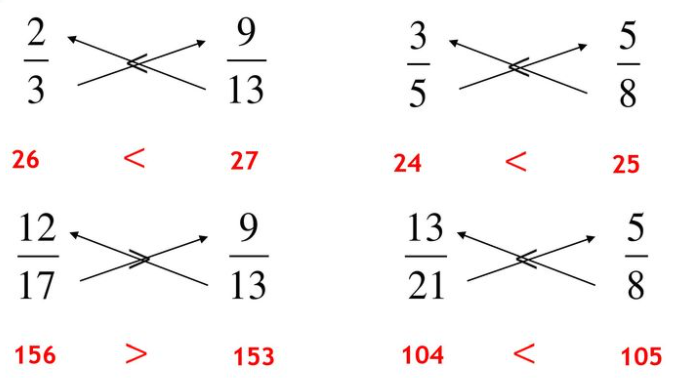 2/3 < 9/13
26 < 27
3/5 < 5/8
24 < 25
12/17 > 9/13
156 > 153
13/21 < 5/8
104 < 105